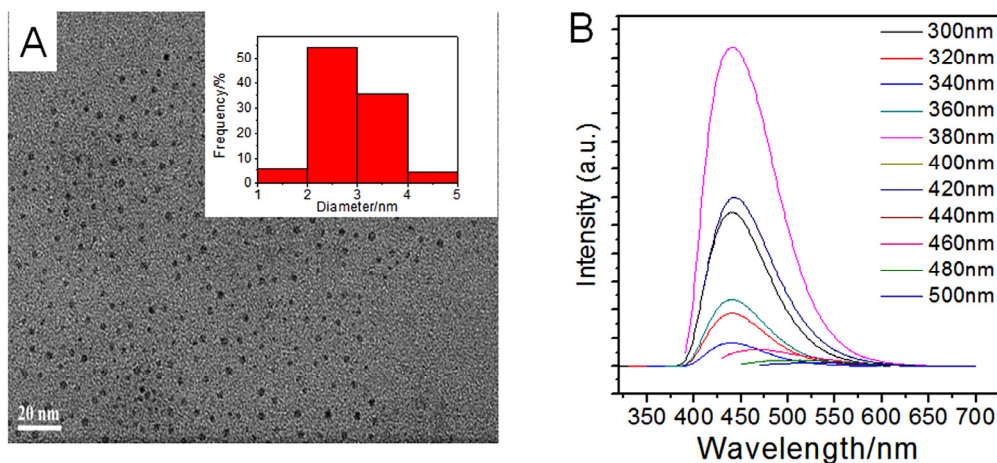 A
Frequency/%
50
40
30
20
10
0
1 2 3 4 5
Diameter/nm
20 nm
B
Intensity (a.u.)
300nm
320nm
340nm
360nm
380nm
400nm
420nm
440nm
460nm
480nm
500nm
350 400 450 500 550 600 650 700
Wavelength/nm